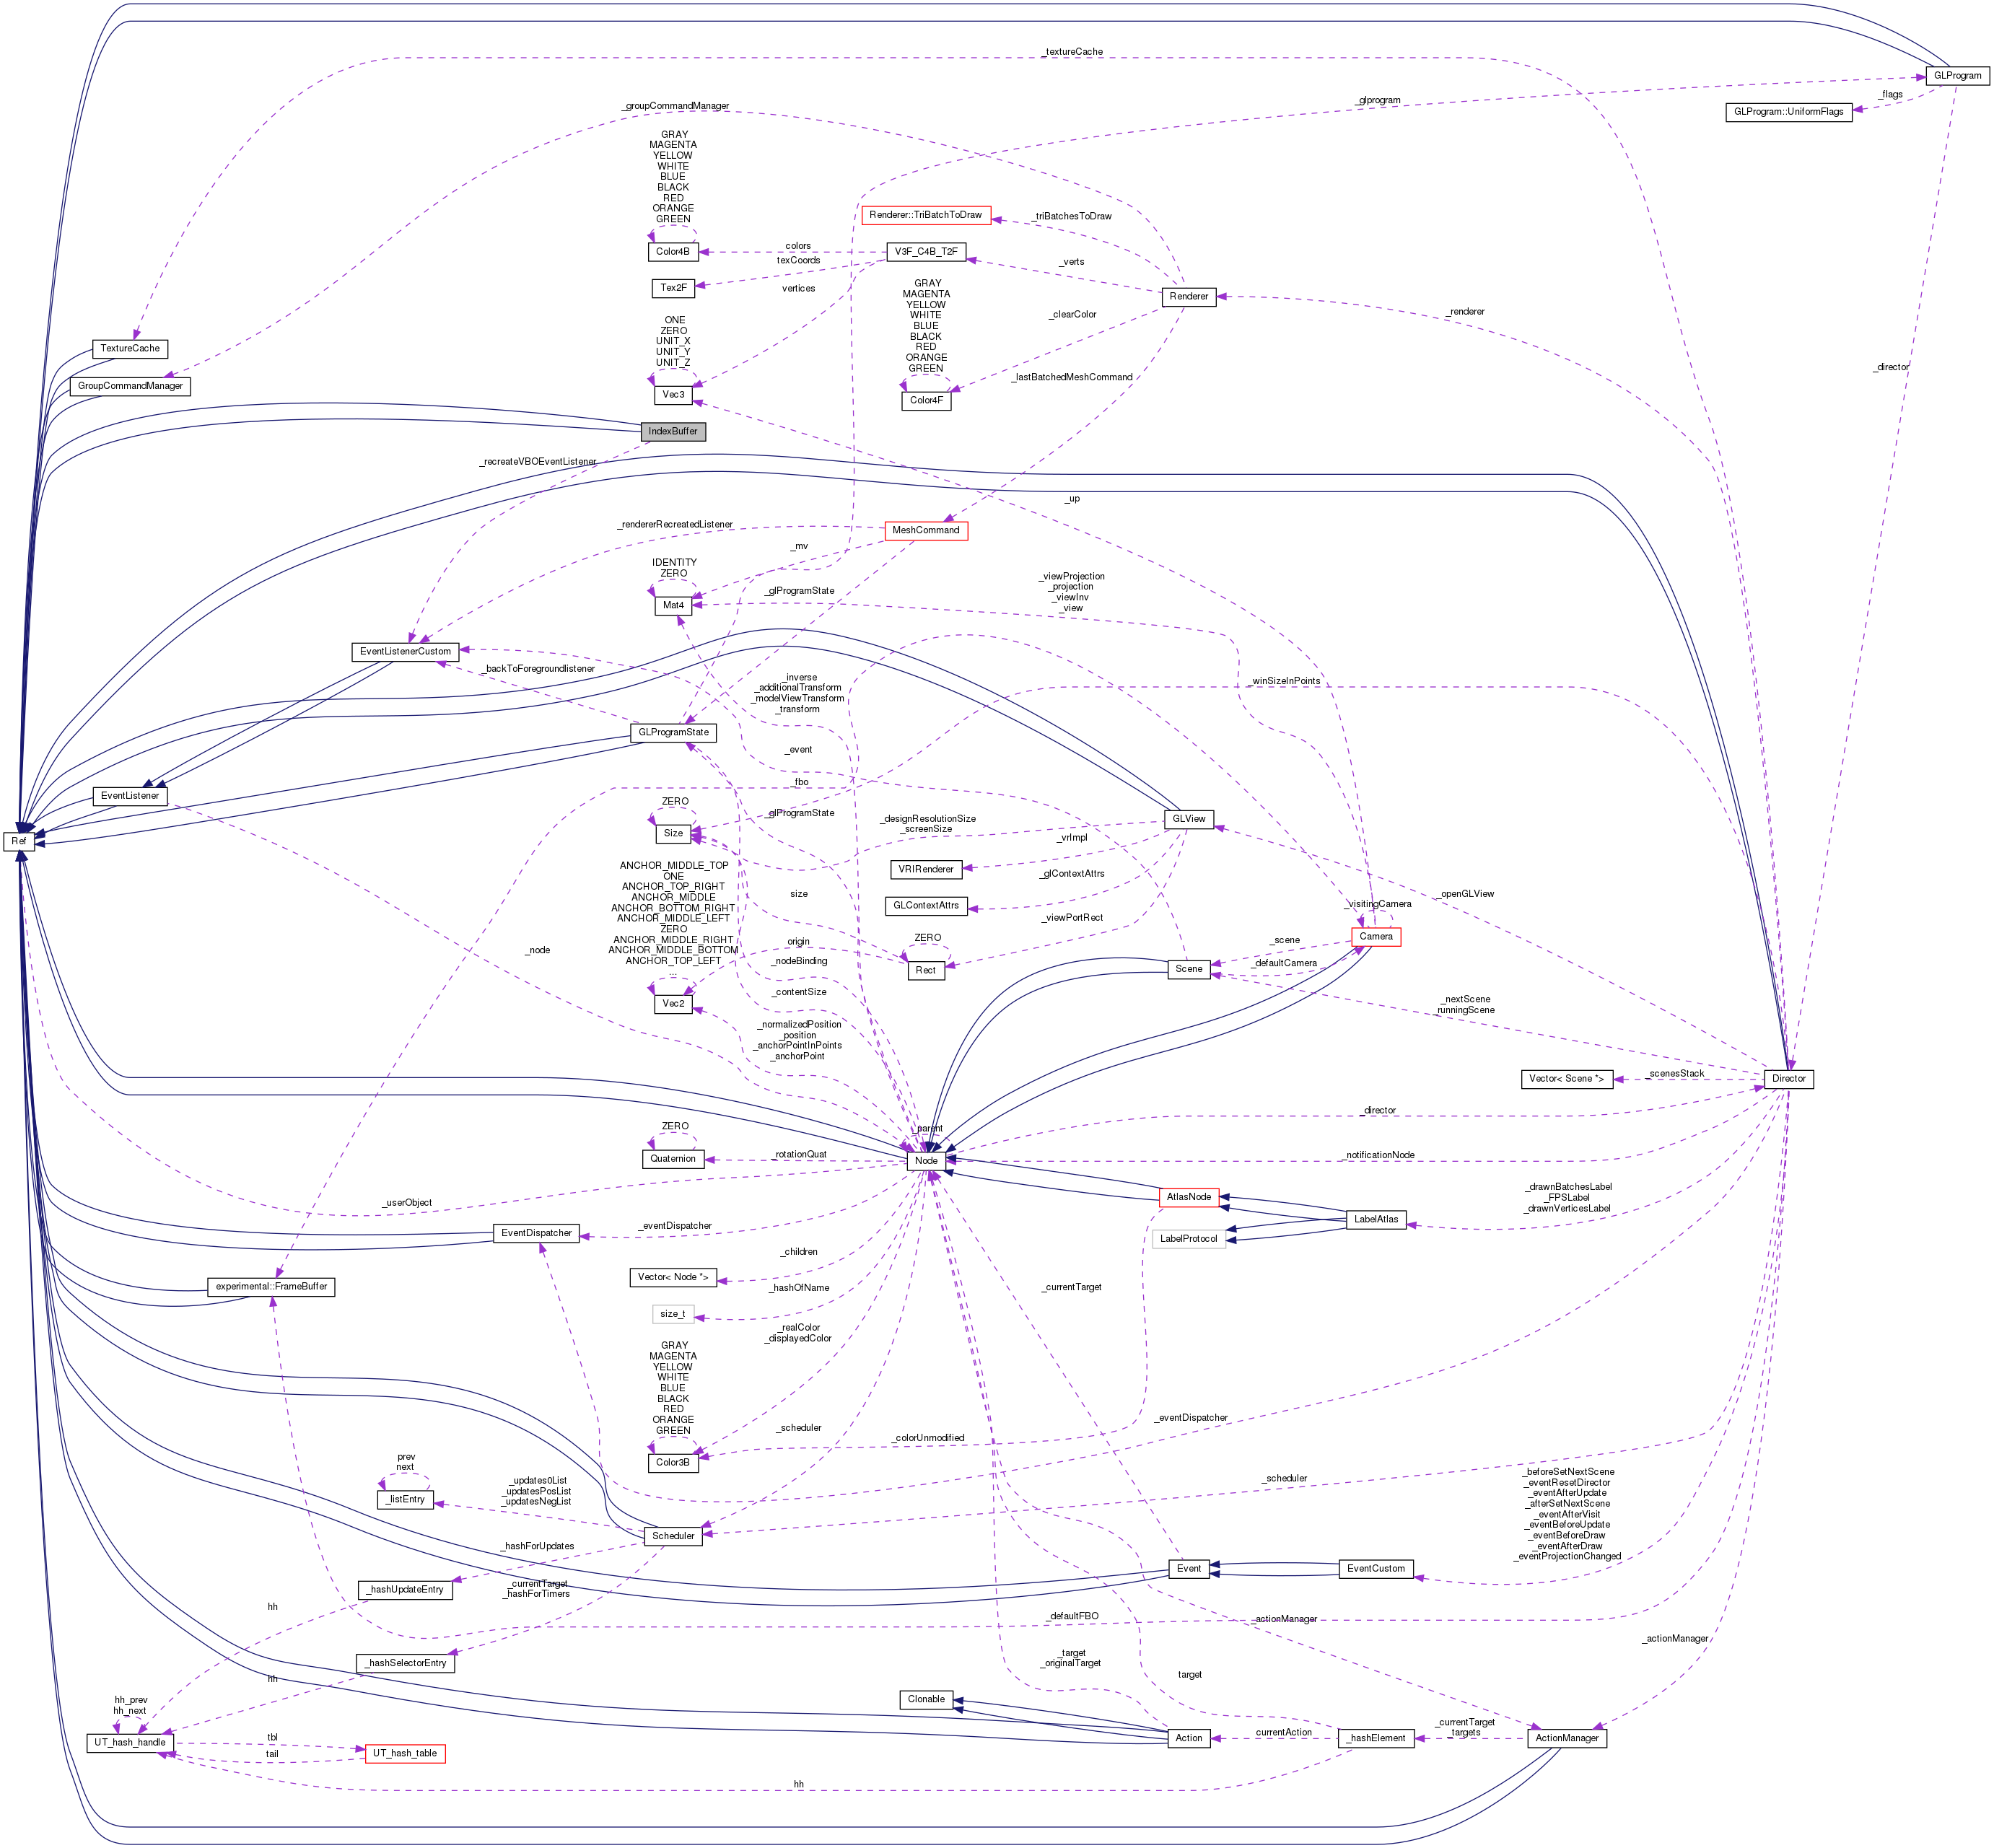 _textureCache
GLProgram
_glprogram
_flags
_groupCommandManager
GLProgram::UniformFlags
GRAY
MAGENTA
YELLOW
WHITE
BLUE
BLACK
RED
ORANGE
GREEN
Renderer::TriBatchToDraw
_triBatchesToDraw
Color4B
colors
V3F_C4B_T2F
texCoords
_verts
Tex2F
vertices
GRAY
MAGENTA
YELLOW
WHITE
BLUE
BLACK
RED
ORANGE
GREEN
Renderer
_clearColor
_renderer
ONE
ZERO
UNIT_X
UNIT_Y
UNIT_Z
TextureCache
_director
GroupCommandManager
_lastBatchedMeshCommand
Vec3
Color4F
IndexBuffer
_recreateVBOEventListener
_up
_rendererRecreatedListener
MeshCommand
_mv
IDENTITY
ZERO
_glProgramState
Mat4
_viewProjection
_projection
_viewInv
_view
EventListenerCustom
_backToForegroundlistener
_inverse
_additionalTransform
_modelViewTransform
_transform
_winSizeInPoints
GLProgramState
_event
_fbo
EventListener
ZERO
_glProgramState
Ref
Size
_designResolutionSize
_screenSize
GLView
_vrImpl
VRIRenderer
_glContextAttrs
GLContextAttrs
ANCHOR_MIDDLE_TOP
ONE
ANCHOR_TOP_RIGHT
ANCHOR_MIDDLE
ANCHOR_BOTTOM_RIGHT
ANCHOR_MIDDLE_LEFT
ZERO
ANCHOR_MIDDLE_RIGHT
ANCHOR_MIDDLE_BOTTOM
ANCHOR_TOP_LEFT
...
size
_openGLView
_visitingCamera
_viewPortRect
Camera
_node
origin
ZERO
_scene
_defaultCamera
_nodeBinding
Rect
Scene
_contentSize
Vec2
_nextScene
_runningScene
_normalizedPosition
_position
_anchorPointInPoints
_anchorPoint
Vector< Scene *>
_scenesStack
Director
_director
_parent
ZERO
Quaternion
_rotationQuat
Node
_notificationNode
_userObject
AtlasNode
_drawnBatchesLabel
_FPSLabel
_drawnVerticesLabel
LabelAtlas
EventDispatcher
_eventDispatcher
LabelProtocol
_children
Vector< Node *>
_currentTarget
experimental::FrameBuffer
_hashOfName
size_t
_realColor
_displayedColor
GRAY
MAGENTA
YELLOW
WHITE
BLUE
BLACK
RED
ORANGE
GREEN
_scheduler
_colorUnmodified
_eventDispatcher
Color3B
prev
next
_listEntry
_updates0List
_updatesPosList
_updatesNegList
_scheduler
_beforeSetNextScene
_eventResetDirector
_eventAfterUpdate
_afterSetNextScene
_eventAfterVisit
_eventBeforeUpdate
_eventBeforeDraw
_eventAfterDraw
_eventProjectionChanged
Scheduler
_hashForUpdates
Event
EventCustom
_hashUpdateEntry
_currentTarget
_hashForTimers
hh
_defaultFBO
_actionManager
_actionManager
_hashSelectorEntry
_target
_originalTarget
hh
target
hh_prev
hh_next
Clonable
UT_hash_handle
tbl
tail
UT_hash_table
Action
currentAction
_hashElement
_currentTarget
_targets
ActionManager
hh